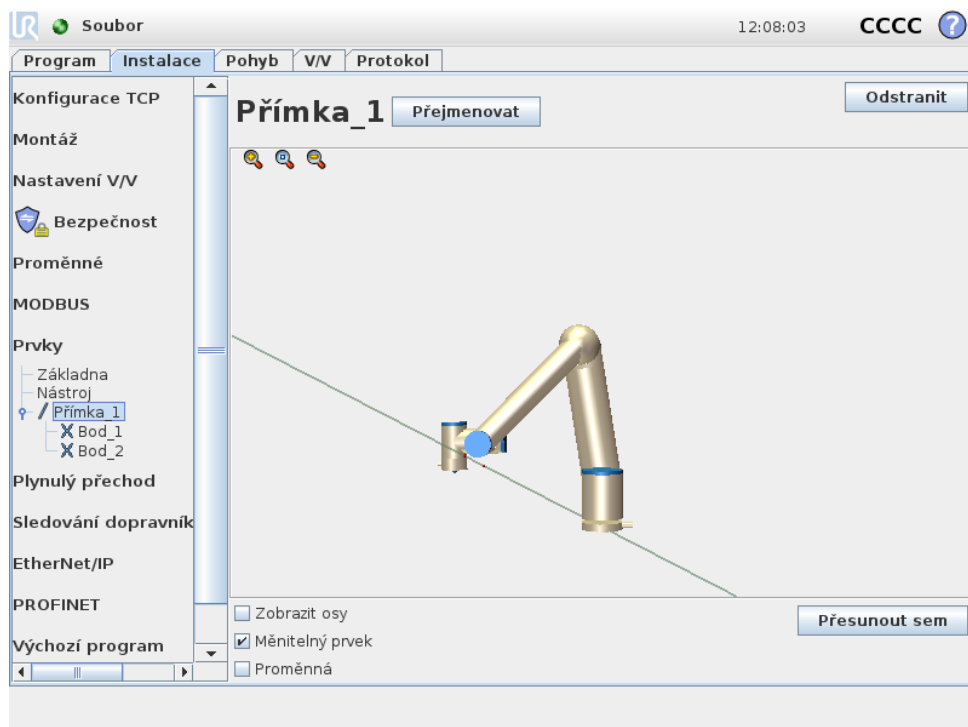 UR Soubor 12:08:03 CCCC ?
Program Instalace Pohyb V/V Protokol
Konfigurace TCP
Montáž
Nastavení V/V
Bezpečnost
Proměnné
MODBUS
Prvky
Základna
Nástroj
Přímka_1
Bod_1
Bod_2
Plynulý přechod
Sledování dopravník
EtherNet/IP
PROFINET
Výchozí program
Přímka_1 Přejmenovat Odstranit
Zobrazit osy
Měnitelný prvek
Proměnná
Přesunout sem